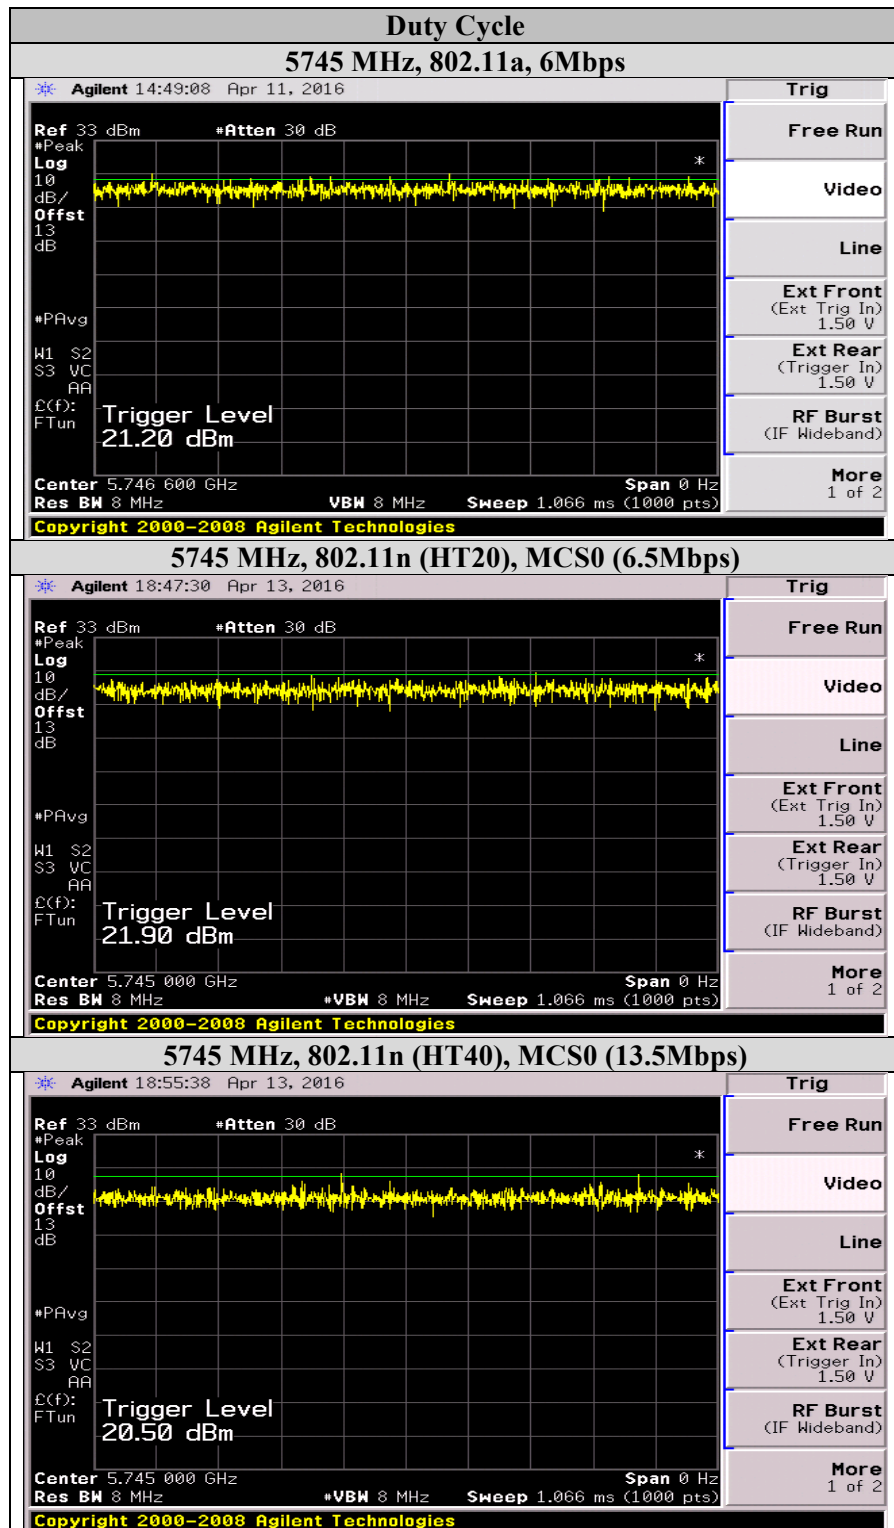 Duty Cycle
5745 MHz, 802.11a, 6Mbps
Agilent 14:49:08 Apr 11, 2016
Trig
Ref 33 dBm #Atten 30 dB
Free Run
#Peak
Log
10
dB/
Offst
13
dB
*
Video
Line
Ext Front
(Ext Trig In)
1.50 V
#PAvg
Ext Rear
(Trigger In)
1.50 V
W1 S2
S3 VC
AA
£(f):
FTun
Trigger Level
21.20 dBm
RF Burst
(IF Wideband)
More
1 of 2
Center 5.746 600 GHz Span 0 Hz
Res BW 8 MHz VBW 8 MHz Sweep 1.066 ms (1000 pts)
Copyright 2000-2008 Agilent Technologies
5745 MHz, 802.11n (HT20), MCS0 (6.5Mbps)
Agilent 18:47:30 Apr 13, 2016
Trig
Ref 33 dBm #Atten 30 dB
Free Run
#Peak
Log
10
dB/
Offst
13
dB
*
Video
Line
Ext Front
(Ext Trig In)
1.50 V
#PAvg
Ext Rear
(Trigger In)
1.50 V
W1 S2
S3 VC
AA
£(f):
FTun
Trigger Level
21.90 dBm
RF Burst
(IF Wideband)
More
1 of 2
Center 5.745 000 GHz Span 0 Hz
Res BW 8 MHz #VBW 8 MHz Sweep 1.066 ms (1000 pts)
Copyright 2000-2008 Agilent Technologies
5745 MHz, 802.11n (HT40), MCS0 (13.5Mbps)
Agilent 18:55:38 Apr 13, 2016
Trig
Ref 33 dBm #Atten 30 dB
Free Run
#Peak
Log
10
dB/
Offst
13
dB
*
Video
Line
Ext Front
(Ext Trig In)
1.50 V
#PAvg
Ext Rear
(Trigger In)
1.50 V
W1 S2
S3 VC
AA
£(f):
FTun
Trigger Level
20.50 dBm
RF Burst
(IF Wideband)
More
1 of 2
Center 5.745 000 GHz Span 0 Hz
Res BW 8 MHz #VBW 8 MHz Sweep 1.066 ms (1000 pts)
Copyright 2000-2008 Agilent Technologies